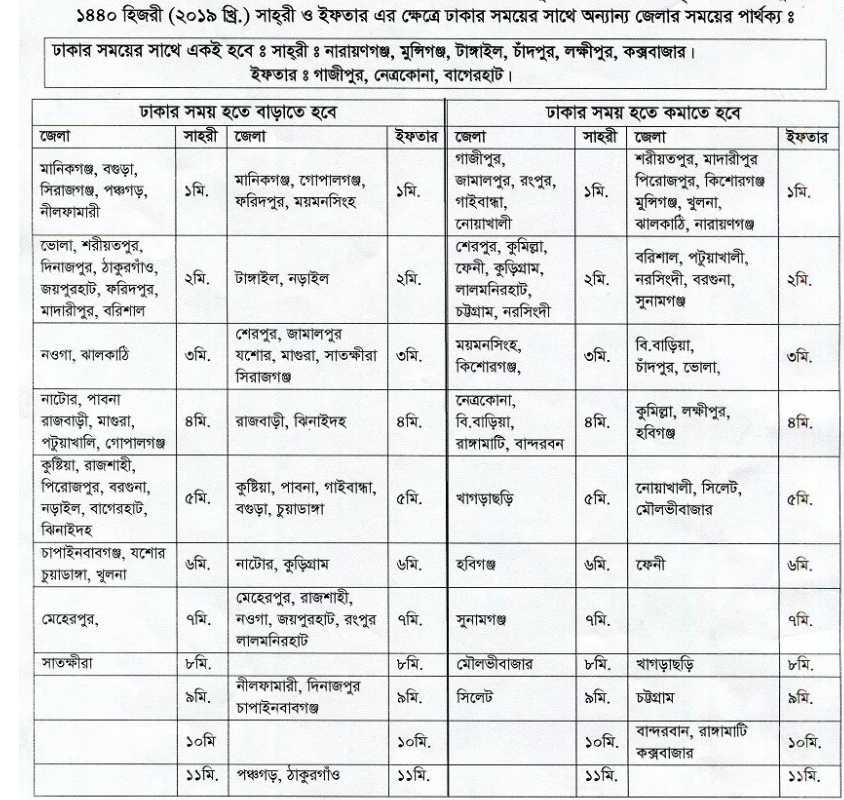 ১৪৪০ হিজরী (২০১৯ খ্রি.) সাহ্‌রী ও ইফতার এর ক্ষেত্রে ঢাকার সময়ের সাথে অন্যান্য জেলার সময়ের পার্থক্য ঃ
ঢাকার সময়ের সাথে একই হবে ঃ সাহ্‌রী ঃ নারায়ণগঞ্জ, মুন্সিগঞ্জ, টাঙ্গাইল, চাঁদপুর, লক্ষীপুর, কক্সবাজার।
ইফতার ঃ গাজীপুর, নেত্রকোনা, বাগেরহাট।
ঢাকার সময় হতে বাড়াতে হবে ঢাকার সময় হতে কমাতে হবে
জেলা সাহরী জেলা ইফতার জেলা সাহরী জেলা ইফতার
মানিকগঞ্জ, বগুড়া,
সিরাজগঞ্জ, পঞ্চগড়,
নীলফামারী
১মি.
মানিকগঞ্জ, গোপালগঞ্জ,
ফরিদপুর, ময়মনসিংহ
১মি.
গাজীপুর,
জামালপুর, রংপুর,
গাইবান্ধা,
নোয়াখালী
১মি.
শরীয়তপুর, মাদারীপুর
পিরোজপুর, কিশোরগঞ্জ
মুন্সিগঞ্জ, খুলনা,
ঝালকাঠি, নারায়ণগঞ্জ
১মি.
ভোলা, শরীয়তপুর,
দিনাজপুর, ঠাকুরগাঁও,
জয়পুরহাট, ফরিদপুর,
মাদারীপুর, বরিশাল
২মি.
টাঙ্গাইল, নড়াইল
২মি.
শেরপুর, কুমিল্লা,
ফেনী, কুড়িগ্রাম,
লালমনিরহাট,
চট্টগ্রাম, নরসিংদী
২মি.
বরিশাল, পটুয়াখালী,
নরসিংদী, বরগুনা,
সুনামগঞ্জ
২মি.
নওগা, ঝালকাঠি
৩মি.
শেরপুর, জামালপুর
যশোর, মাগুরা, সাতক্ষীরা
সিরাজগঞ্জ
৩মি.
ময়মনসিংহ,
কিশোরগঞ্জ,
৩মি.
বি.বাড়িয়া,
চাঁদপুর, ভোলা,
৩মি.
নাটোর, পাবনা
রাজবাড়ী, মাগুরা,
পটুয়াখালি, গোপালগঞ্জ
৪মি.
রাজবাড়ী, ঝিনাইদহ
৪মি.
নেত্রকোনা,
বি.বাড়িয়া,
রাঙ্গামাটি, বান্দরবন
৪মি.
কুমিল্লা, লক্ষীপুর,
হবিগঞ্জ
৪মি.
কুষ্টিয়া, রাজশাহী,
পিরোজপুর, বরগুনা,
নড়াইল, বাগেরহাট,
ঝিনাইদহ
৫মি.
কুষ্টিয়া, পাবনা, গাইবান্ধা,
বগুড়া, চুয়াডাঙ্গা
৫মি.
খাগড়াছড়ি
৫মি.
নোয়াখালী, সিলেট,
মৌলভীবাজার
৫মি.
চাপাইনবাবগঞ্জ, যশোর
চুয়াডাঙ্গা, খুলনা
৬মি.
নাটোর, কুড়িগ্রাম
৬মি.
হবিগঞ্জ
৬মি.
ফেনী
৬মি.
মেহেরপুর,
৭মি.
মেহেরপুর, রাজশাহী,
নওগা, জয়পুরহাট, রংপুর
লালমনিরহাট
৭মি.
সুনামগঞ্জ
৭মি.
৭মি.
সাতক্ষীরা ৮মি. ৮মি. মৌলভীবাজার ৮মি. খাগড়াছড়ি ৮মি.
৯মি.
নীলফামারী, দিনাজপুর
চাপাইনবাবগঞ্জ
৯মি.
সিলেট
৯মি.
চট্টগ্রাম
৯মি.
১০মি
১০মি.
১০মি.
বান্দরবান, রাঙ্গামাটি
কক্সবাজার
১০মি.
১১মি. পঞ্চগড়, ঠাকুরগাঁও ১১মি. ১১মি. ১১মি.